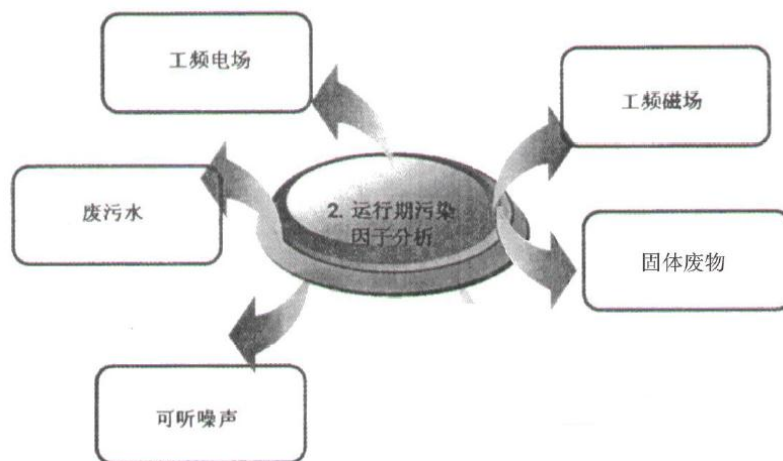 工频电场
工频磁场
废污水
2. 运行期污染
因子分析
固体废物
可听噪声